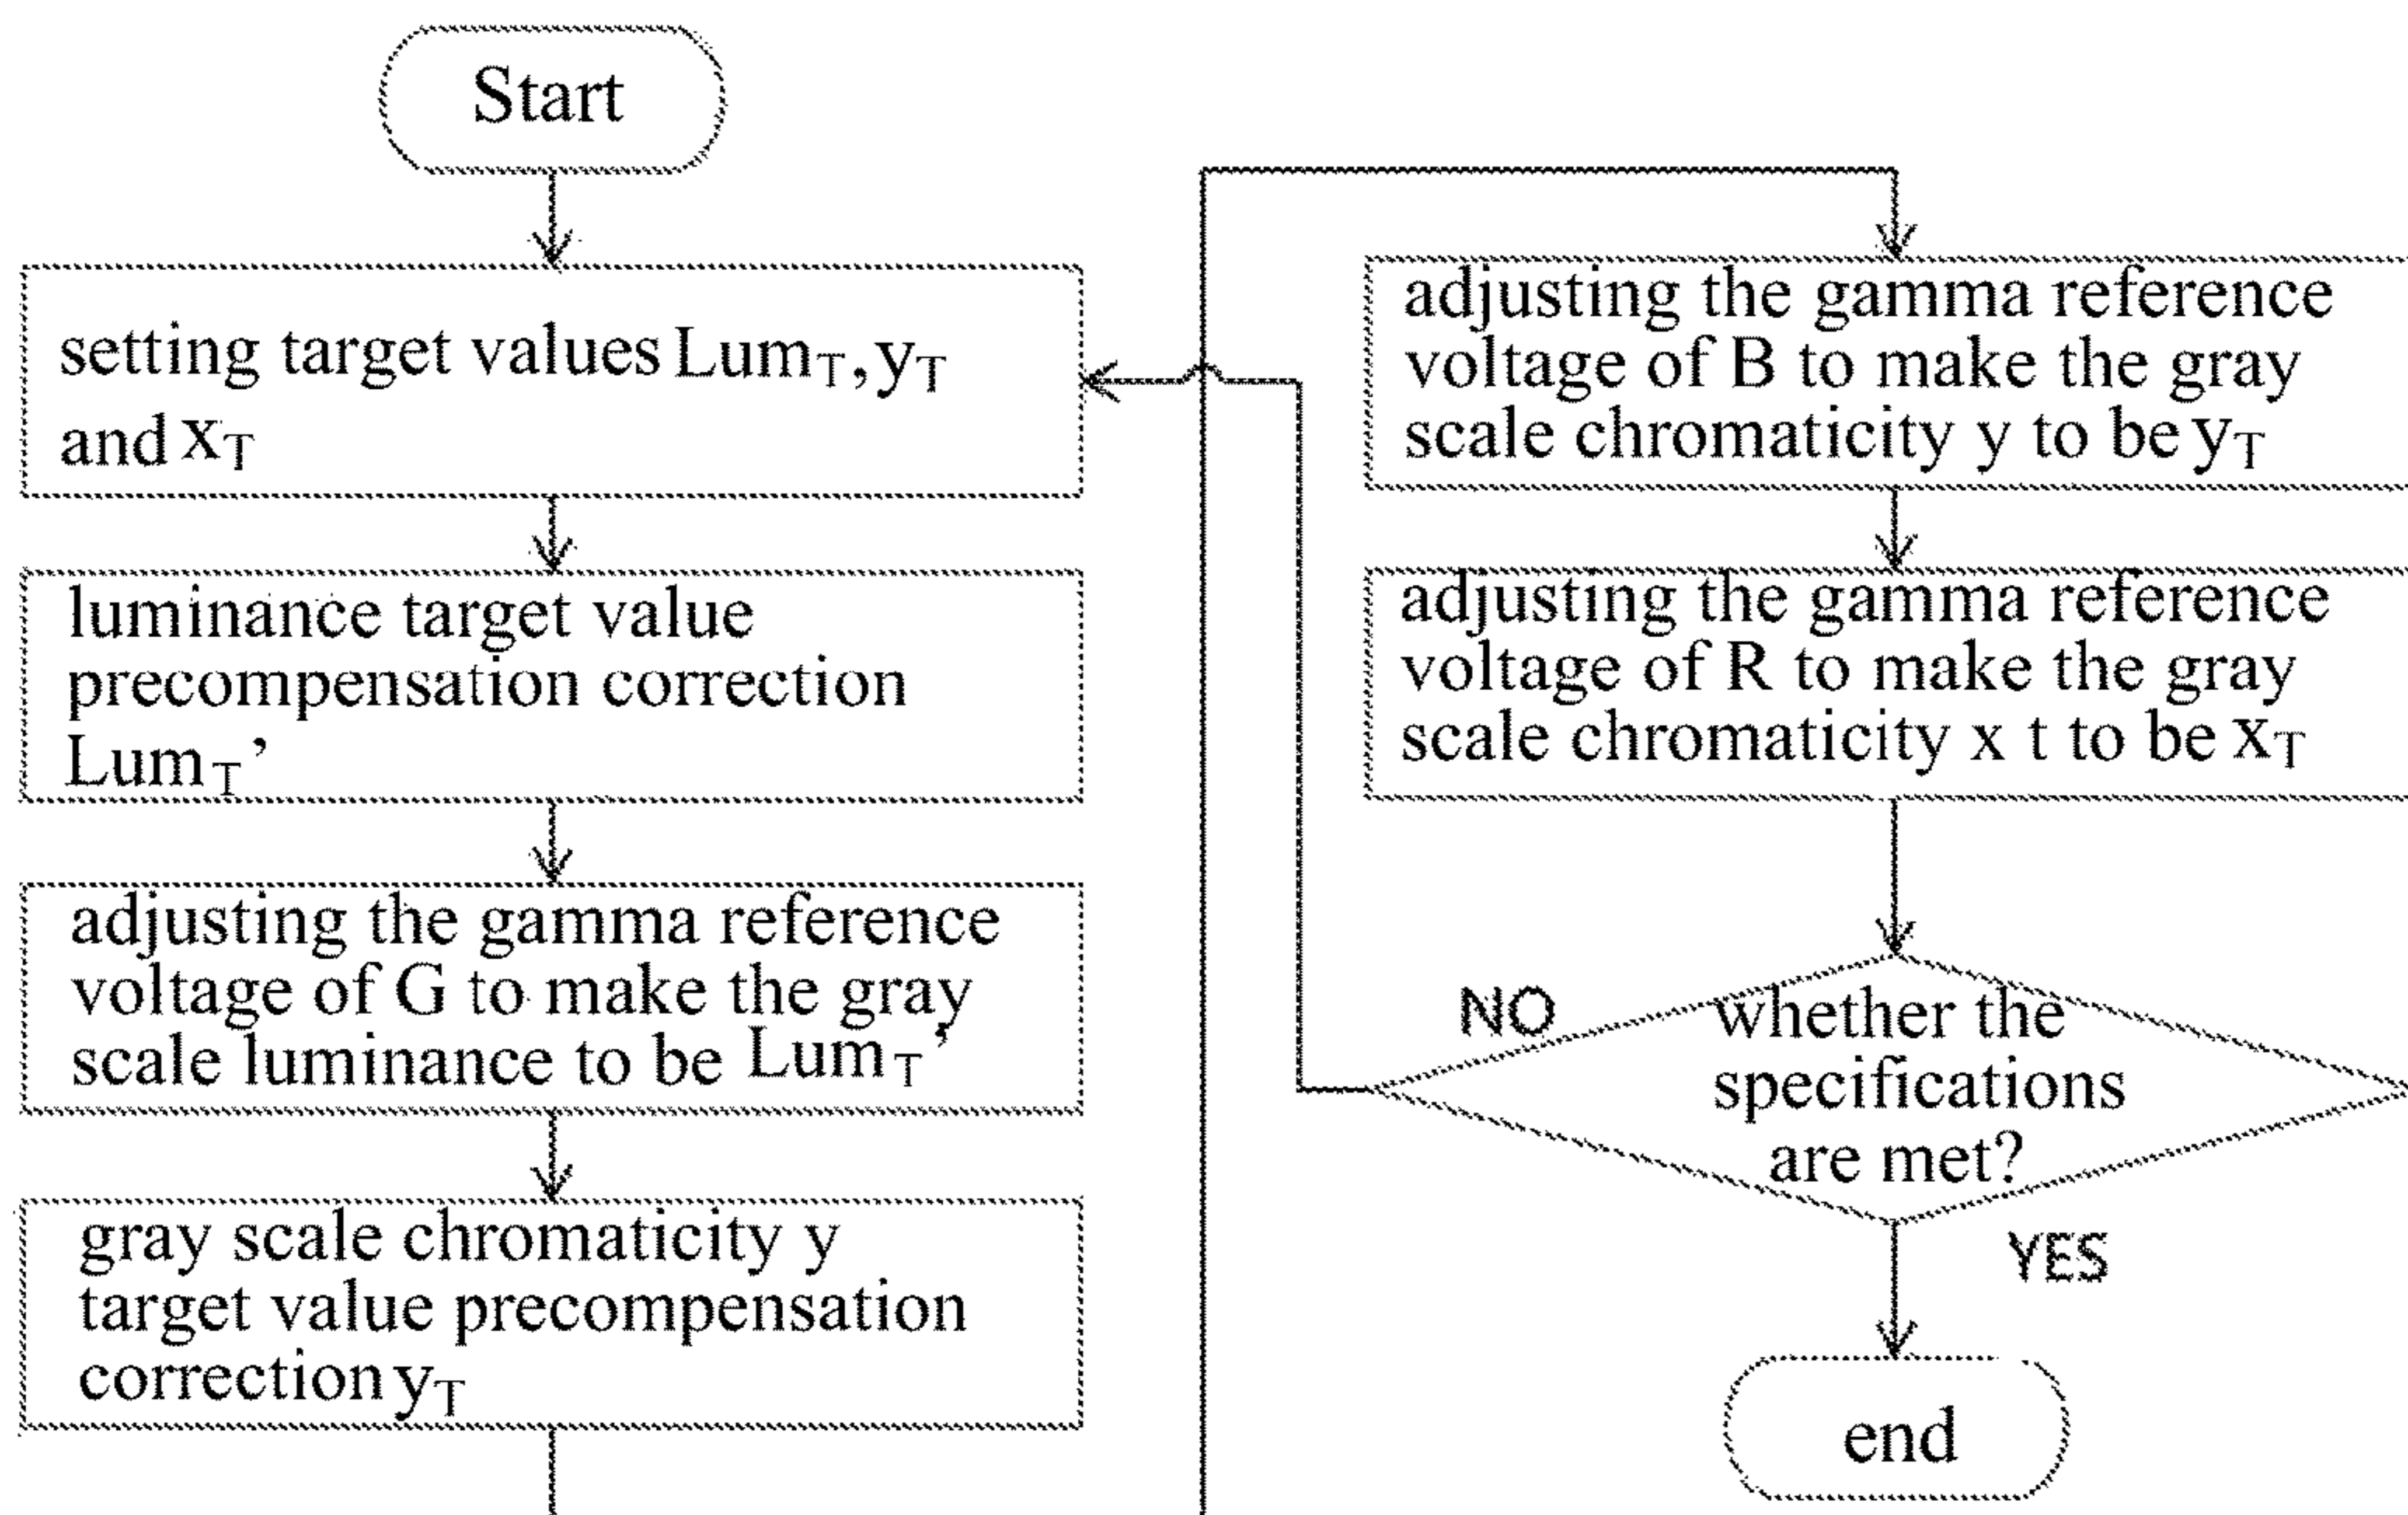 Start
setting target values Lum_T, y_T
and x_T
luminance target value
precompensation correction
Lum_T’
adjusting the gamma reference
voltage of G to make the gray
scale luminance to be Lum_T’
gray scale chromaticity y
target value precompensation
correction y_T
adjusting the gamma reference
voltage of B to make the gray
scale chromaticity y to be y_T
adjusting the gamma reference
voltage of R to make the gray
scale chromaticity x t to be x_T
NO
whether the
specifications
are met?
YES
end